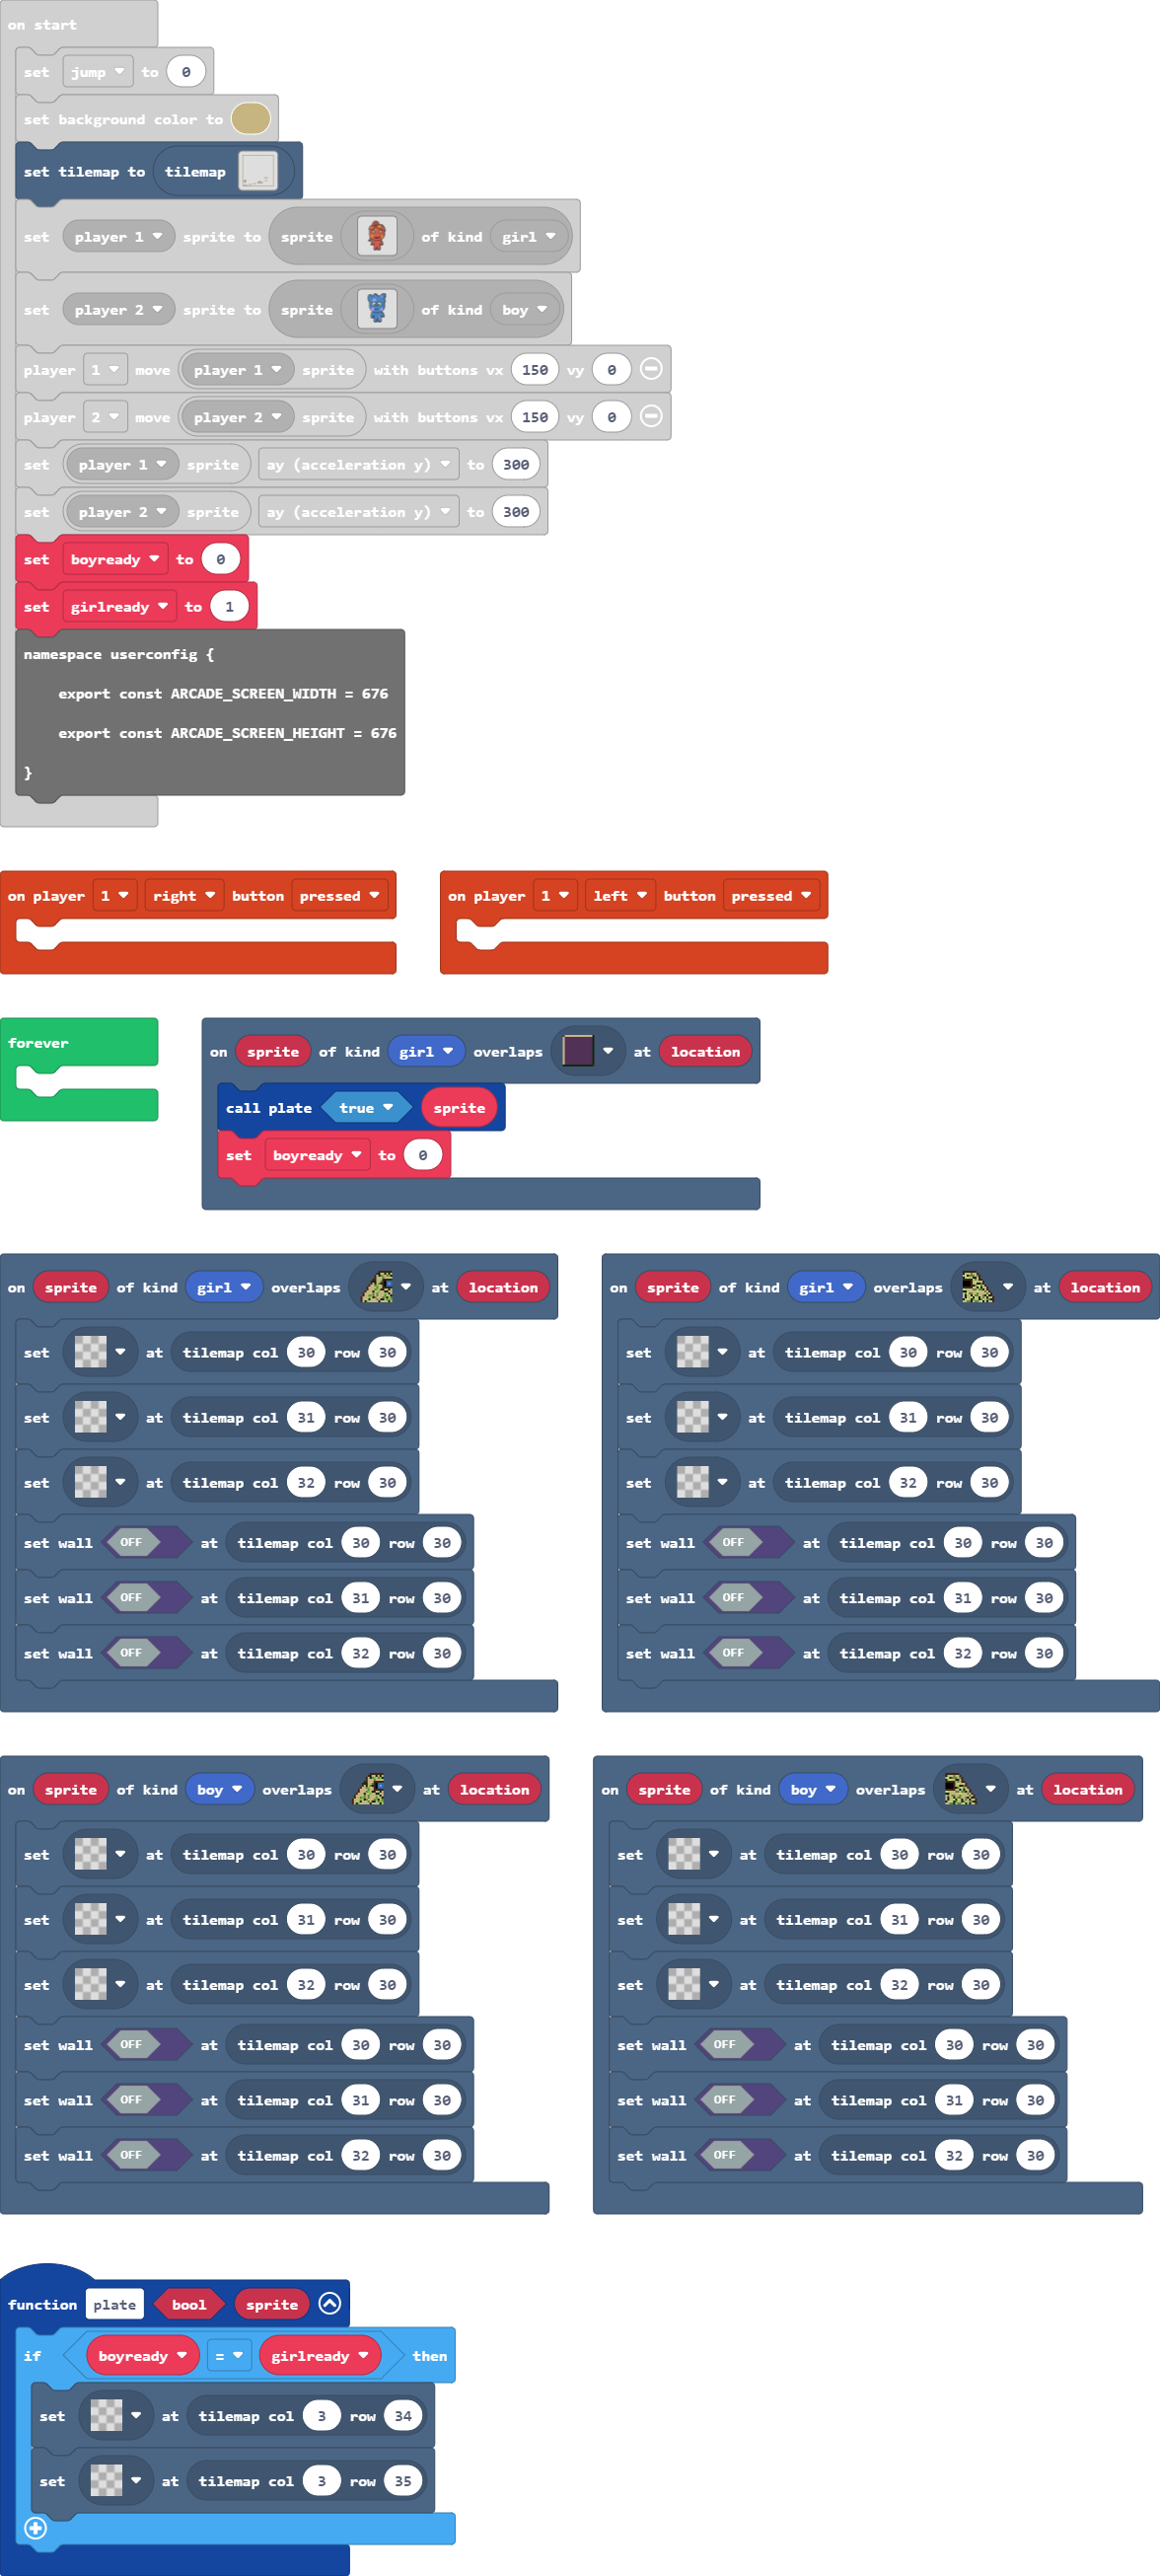 on start
set jump to 0
set background color to
set tilemap to tilemap
set player 1 sprite to sprite of kind girl
set player 2 sprite to sprite of kind boy
player 1 move player 1 sprite with buttons vx 150 vy 0
player 2 move player 2 sprite with buttons vx 150 vy 0
set player 1 sprite ay (acceleration y) to 300
set player 2 sprite ay (acceleration y) to 300
set boyready to 0
set girlready to 1
namespace userconfig {
export const ARCADE_SCREEN_WIDTH = 676
export const ARCADE_SCREEN_HEIGHT = 676
}
on player 1 right button pressed
on player 1 left button pressed
forever
on sprite of kind girl overlaps at location
call plate true sprite
set boyready to 0
on sprite of kind girl overlaps at location
set at tilemap col 30 row 30
set at tilemap col 31 row 30
set at tilemap col 32 row 30
set wall OFF at tilemap col 30 row 30
set wall OFF at tilemap col 31 row 30
set wall OFF at tilemap col 32 row 30
on sprite of kind girl overlaps at location
set at tilemap col 30 row 30
set at tilemap col 31 row 30
set at tilemap col 32 row 30
set wall OFF at tilemap col 30 row 30
set wall OFF at tilemap col 31 row 30
set wall OFF at tilemap col 32 row 30
on sprite of kind boy overlaps at location
set at tilemap col 30 row 30
set at tilemap col 31 row 30
set at tilemap col 32 row 30
set wall OFF at tilemap col 30 row 30
set wall OFF at tilemap col 31 row 30
set wall OFF at tilemap col 32 row 30
on sprite of kind boy overlaps at location
set at tilemap col 30 row 30
set at tilemap col 31 row 30
set at tilemap col 32 row 30
set wall OFF at tilemap col 30 row 30
set wall OFF at tilemap col 31 row 30
set wall OFF at tilemap col 32 row 30
function plate bool sprite
if boyready = girlready then
set at tilemap col 3 row 34
set at tilemap col 3 row 35